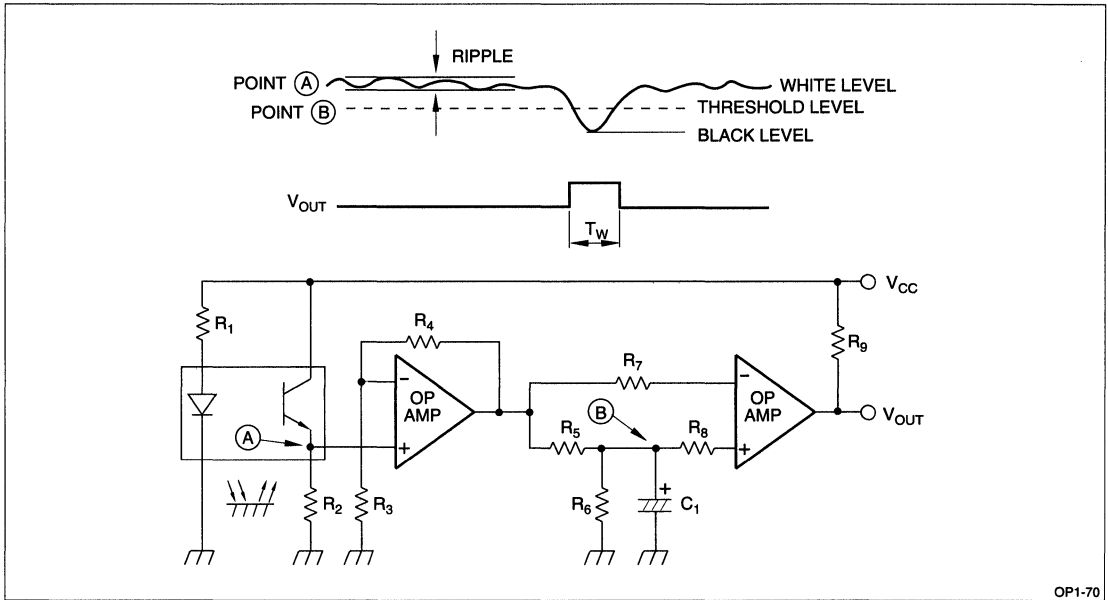 RIPPLE
POINT A
WHITE LEVEL
POINT B
THRESHOLD LEVEL
BLACK LEVEL
VOUT
TW
VCC
R1
R4
R9
R7
OP
AMP
OP
AMP
A
B
R5
R8
VOUT
R2
R3
R6
C1
OP1-70